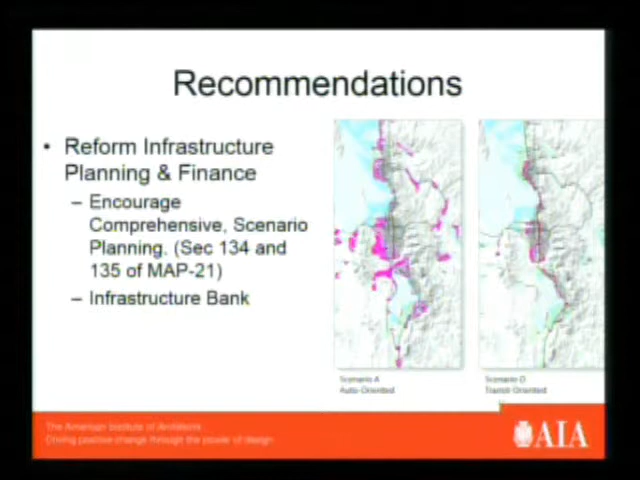 Recommendations
• Reform Infrastructure
Planning & Finance
– Encourage
Comprehensive, Scenario
Planning. (Sec 134 and
135 of MAP-21)
– Infrastructure Bank
Scenario A
Auto-Oriented
Scenario D
Transit-Oriented
The American Institute of Architects
Driving positive change through the power of design
AIA